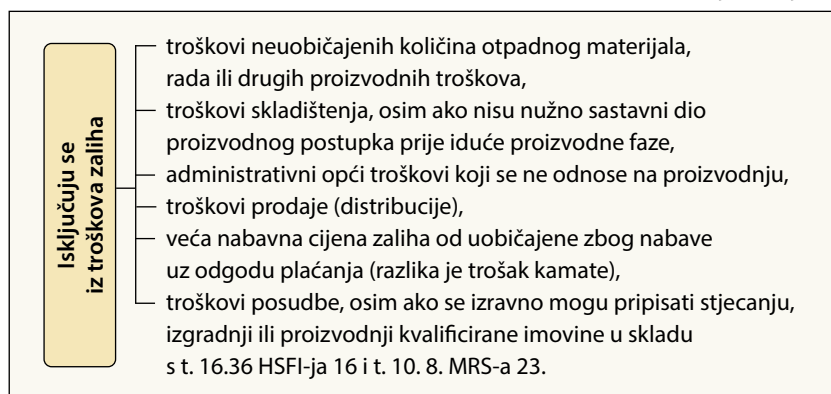 Isključuju se
iz troškova zaliha
troškovi neuobičajenih količina otpadnog materijala,
rada ili drugih proizvodnih troškova,
troškovi skladištenja, osim ako nisu nužno sastavni dio
proizvodnog postupka prije iduće proizvodne faze,
administrativni opći troškovi koji se ne odnose na proizvodnju,
troškovi prodaje (distribucije),
veća nabavna cijena zaliha od uobičajene zbog nabave
uz odgodu plaćanja (razlika je trošak kamate),
troškovi posudbe, osim ako se izravno mogu pripisati stjecanju,
izgradnji ili proizvodnji kvalificirane imovine u skladu
s t. 16.36 HSFI-ja 16 i t. 10. 8. MRS-a 23.